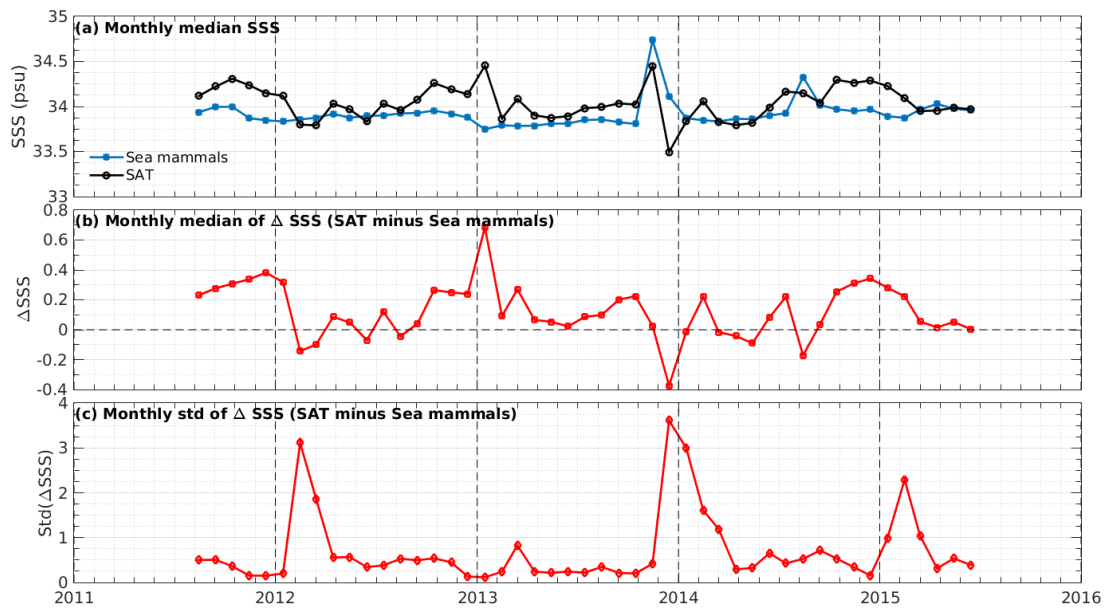 (a) Monthly median SSS
SSS (psu)
35
34.5
34
33.5
33
Sea mammals
SAT
(b) Monthly median of Δ SSS (SAT minus Sea mammals)
ΔSSS
0.8
0.6
0.4
0.2
0
-0.2
-0.4
(c) Monthly std of Δ SSS (SAT minus Sea mammals)
Std(ΔSSS)
4
3
2
1
0
2011 2012 2013 2014 2015 2016